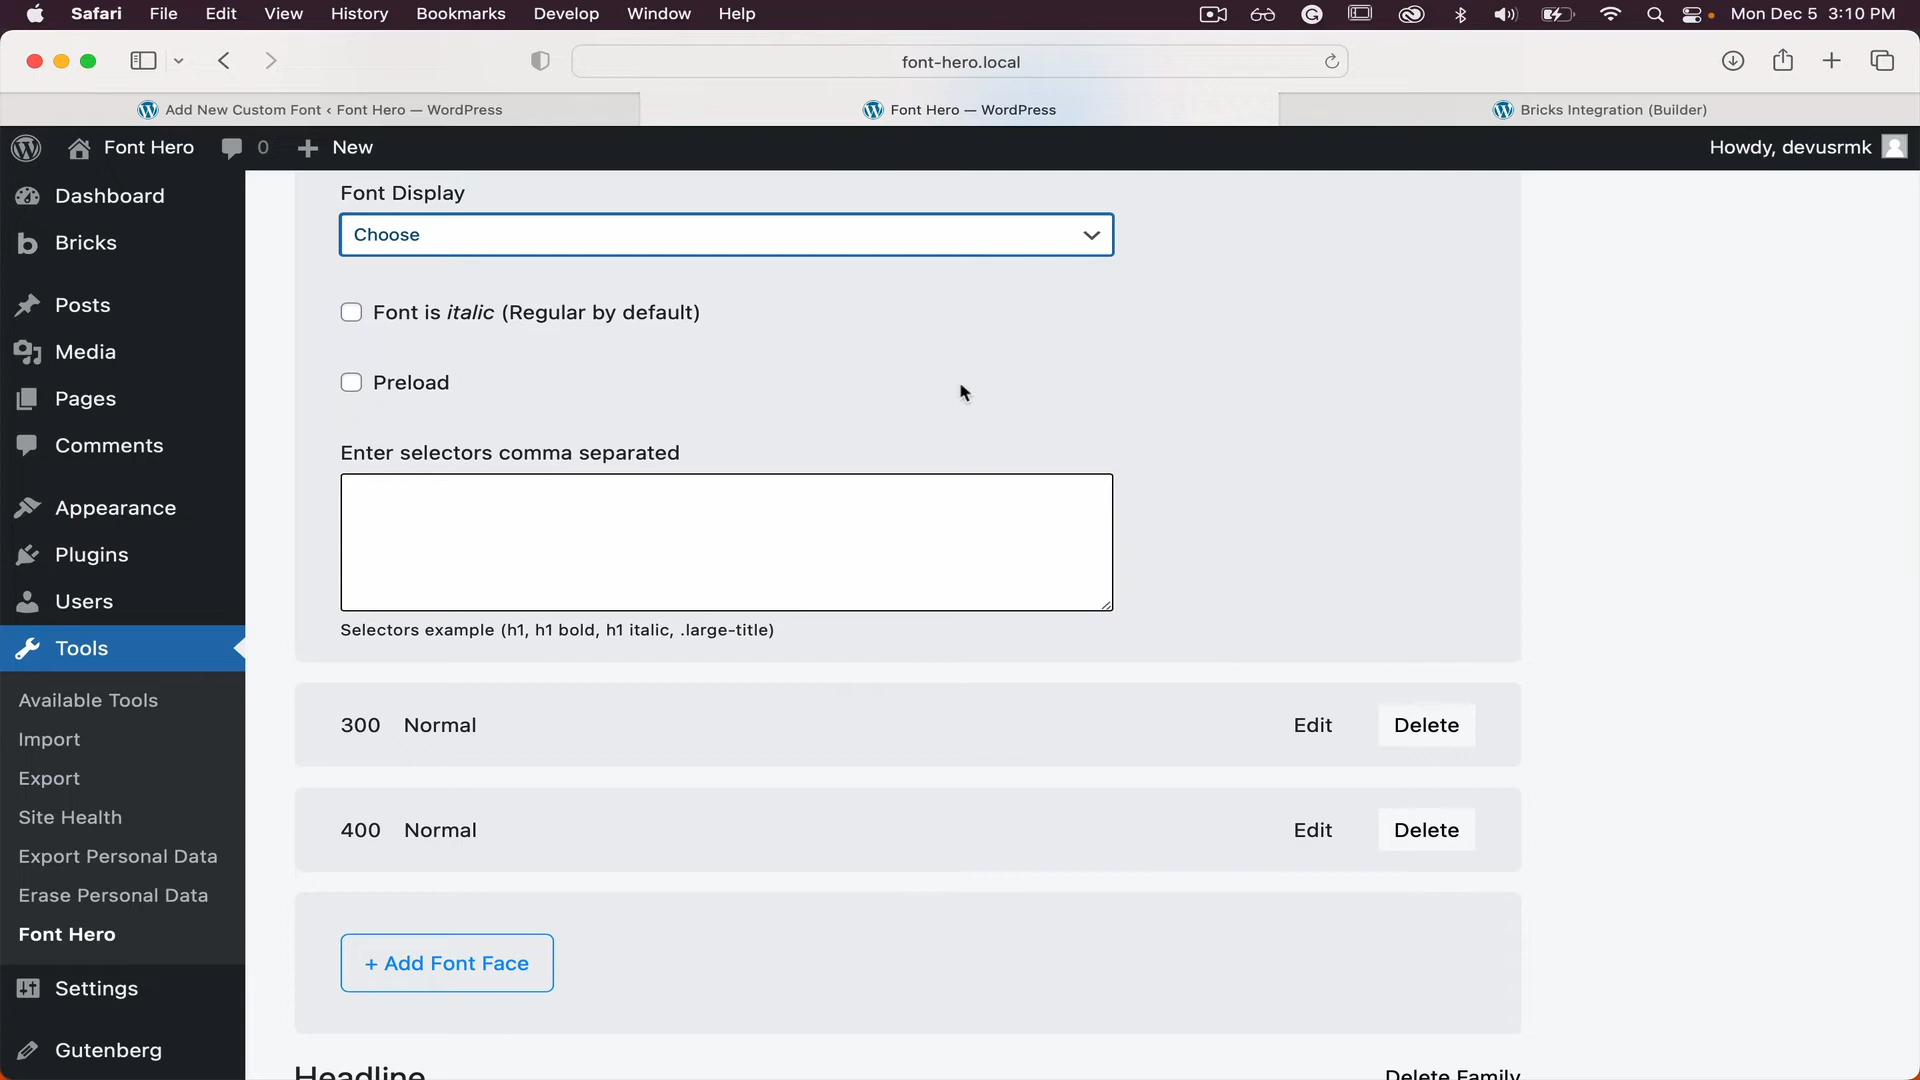 Safari File Edit View History Bookmarks Develop Window Help Mon Dec 5 3:10 PM
font-hero.local
Add New Custom Font ‹ Font Hero — WordPress
Font Hero — WordPress
Bricks Integration (Builder)
Font Hero 0 New Howdy, devusrmk
Dashboard
Bricks
Posts
Media
Pages
Comments
Appearance
Plugins
Users
Tools
Available Tools
Import
Export
Site Health
Export Personal Data
Erase Personal Data
Font Hero
Settings
Gutenberg
Font Display
Choose
Font is italic (Regular by default)
Preload
Enter selectors comma separated
Selectors example (h1, h1 bold, h1 italic, .large-title)
300 Normal Edit Delete
400 Normal Edit Delete
+ Add Font Face
Headline Delete Family